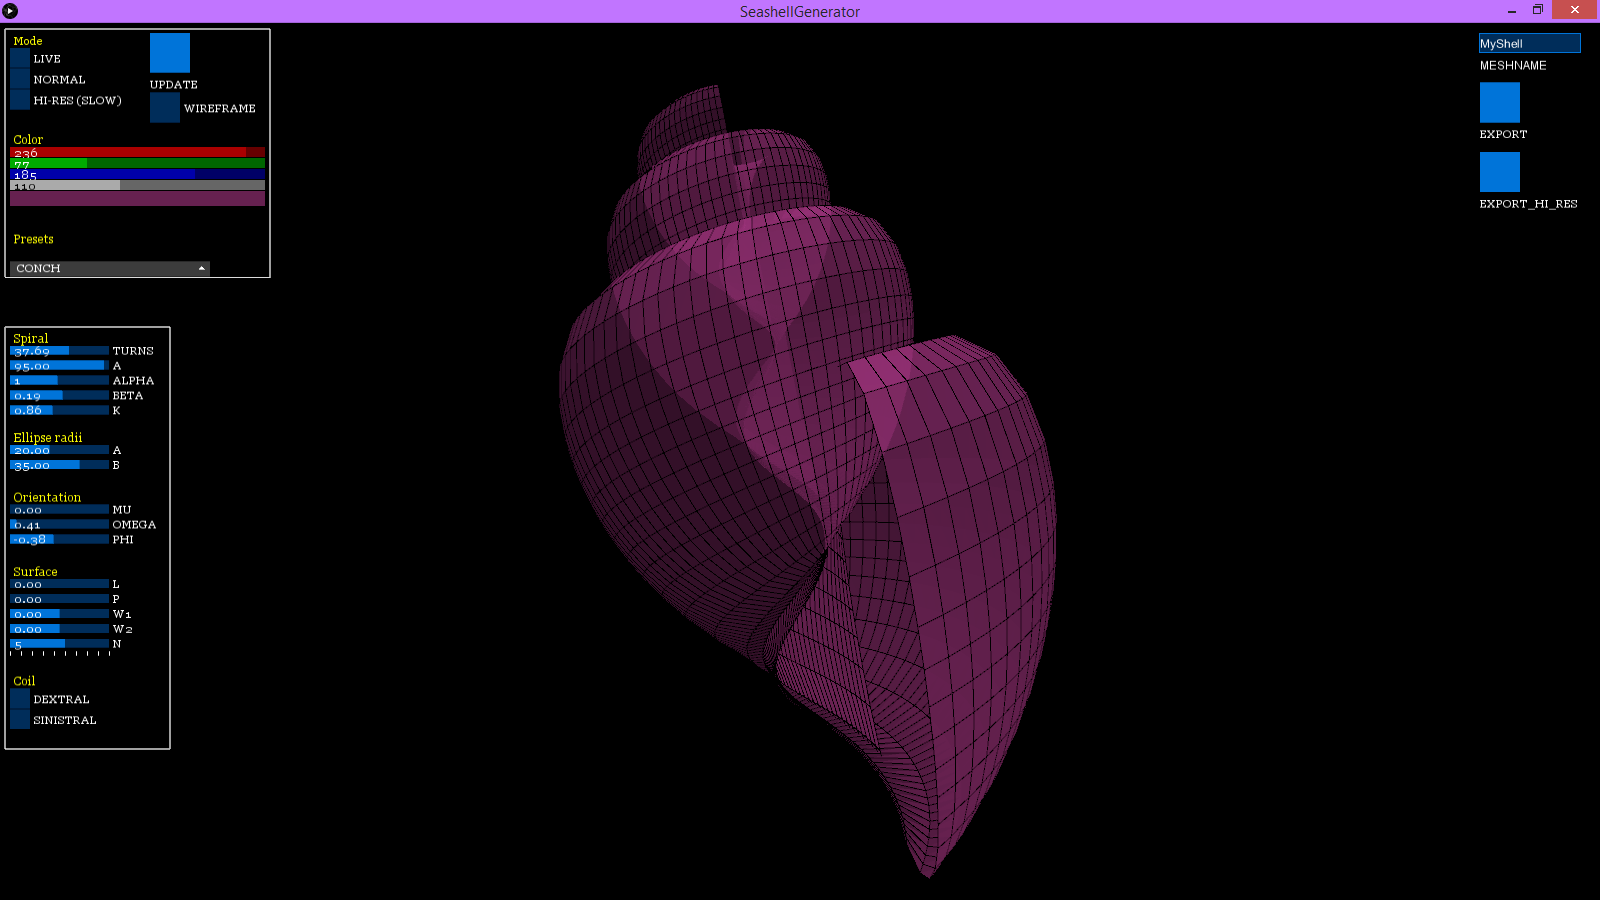 SeashellGenerator
Mode
LIVE
NORMAL
HI-RES (SLOW)
UPDATE
WIREFRAME
Color
236
77
185
110
Presets
CONCH
Spiral
37.69 TURNS
95.00 A
1 ALPHA
0.19 BETA
0.86 K
Ellipse radii
20.00 A
35.00 B
Orientation
0.00 MU
0.41 OMEGA
-0.38 PHI
Surface
0.00 L
0.00 P
0.00 W1
0.00 W2
5 N
Coil
DEXTRAL
SINISTRAL
MyShell
MESHNAME
EXPORT
EXPORT_HI_RES